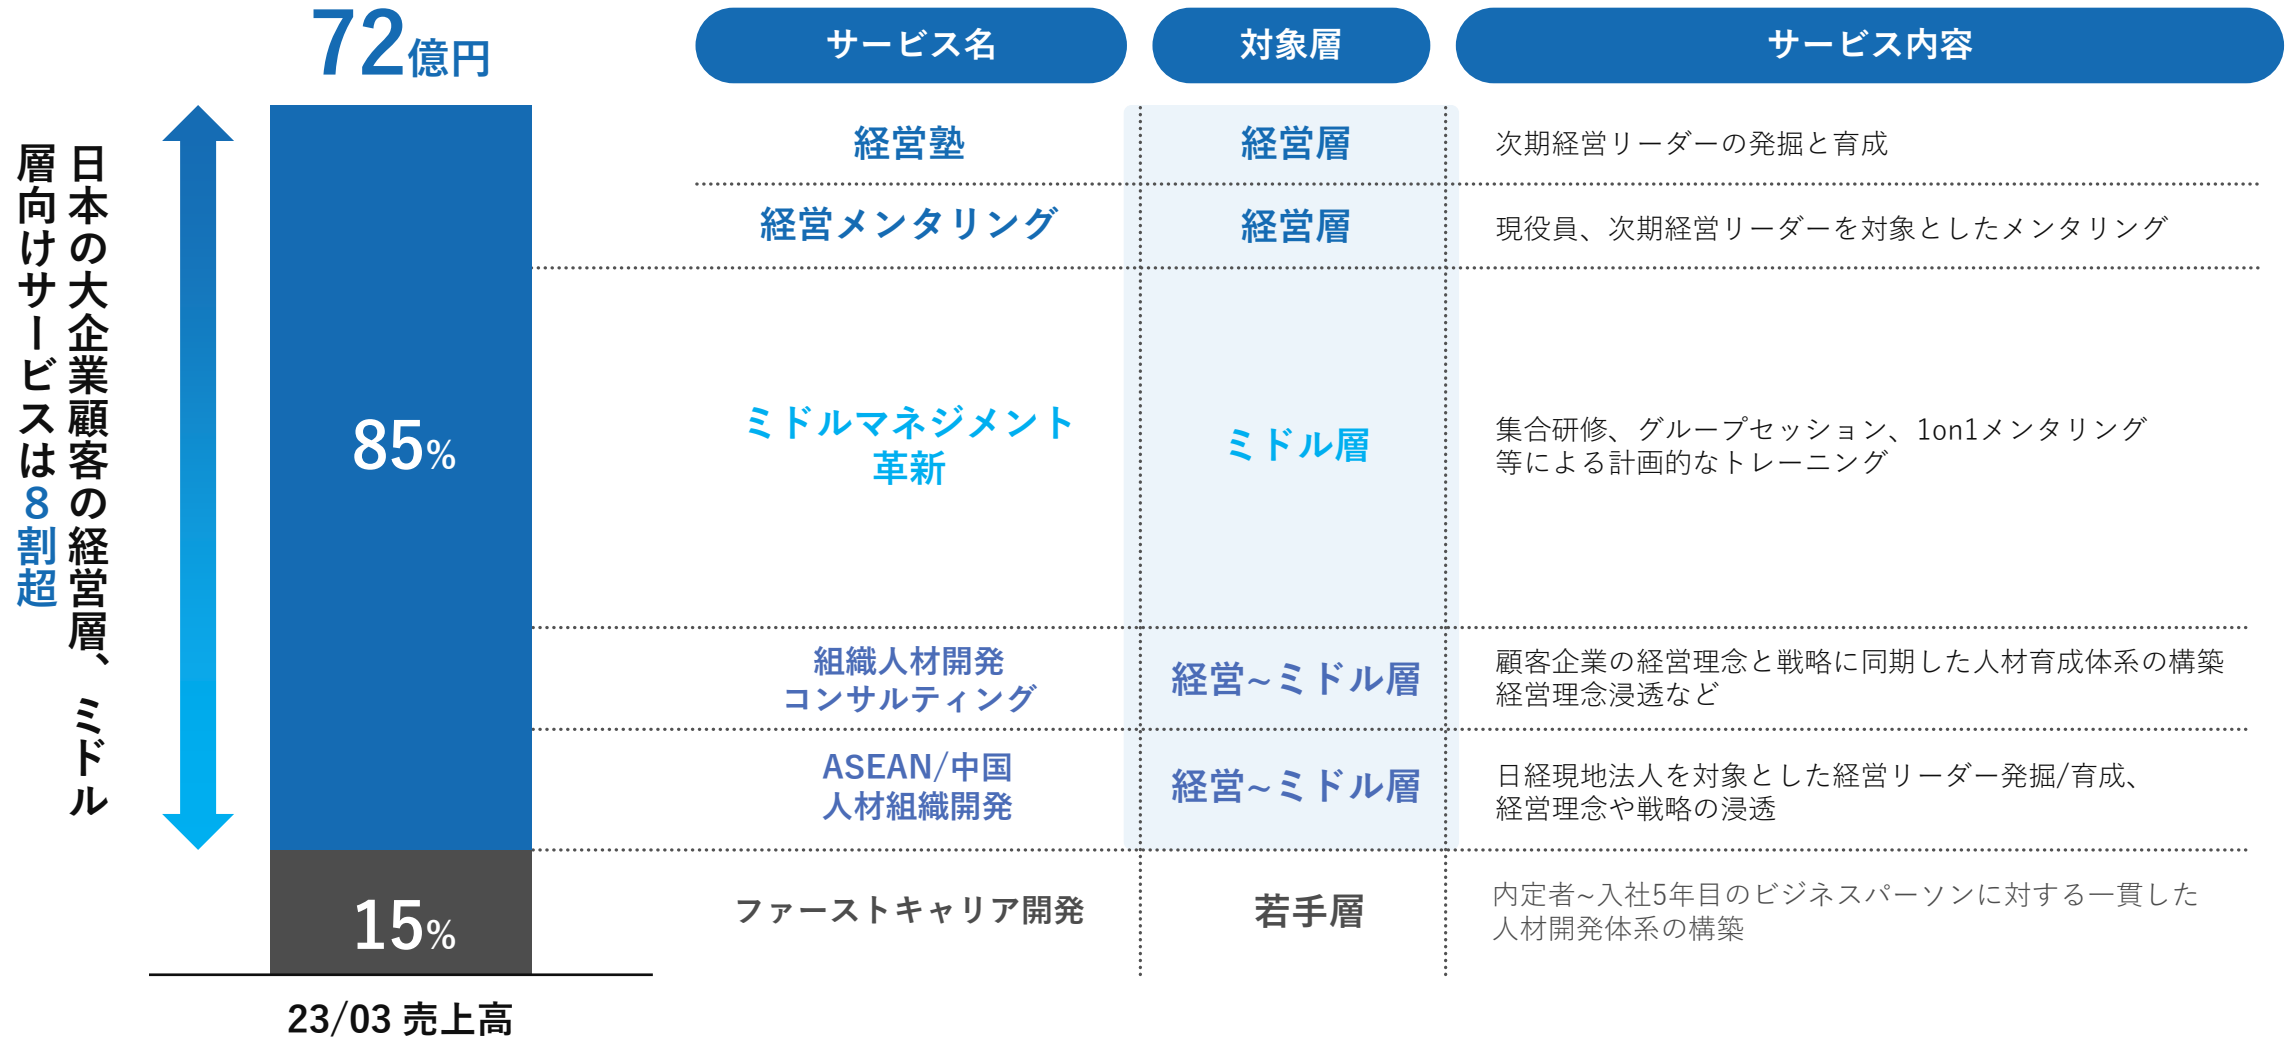 72億円
サービス名
対象層
サービス内容
日本の大企業顧客の経営層、ミドル
層向けサービスは8割超
85%
15%
23/03 売上高
経営塾
経営層
次期経営リーダーの発掘と育成
経営メンタリング
経営層
現役員、次期経営リーダーを対象としたメンタリング
ミドルマネジメント
革新
ミドル層
集合研修、グループセッション、1on1メンタリング
等による計画的なトレーニング
組織人材開発
コンサルティング
経営~ミドル層
顧客企業の経営理念と戦略に同期した人材育成体系の構築
経営理念浸透など
ASEAN/中国
人材組織開発
経営~ミドル層
日経現地法人を対象とした経営リーダー発掘/育成、
経営理念や戦略の浸透
ファーストキャリア開発
若手層
内定者~入社5年目のビジネスパーソンに対する一貫した
人材開発体系の構築